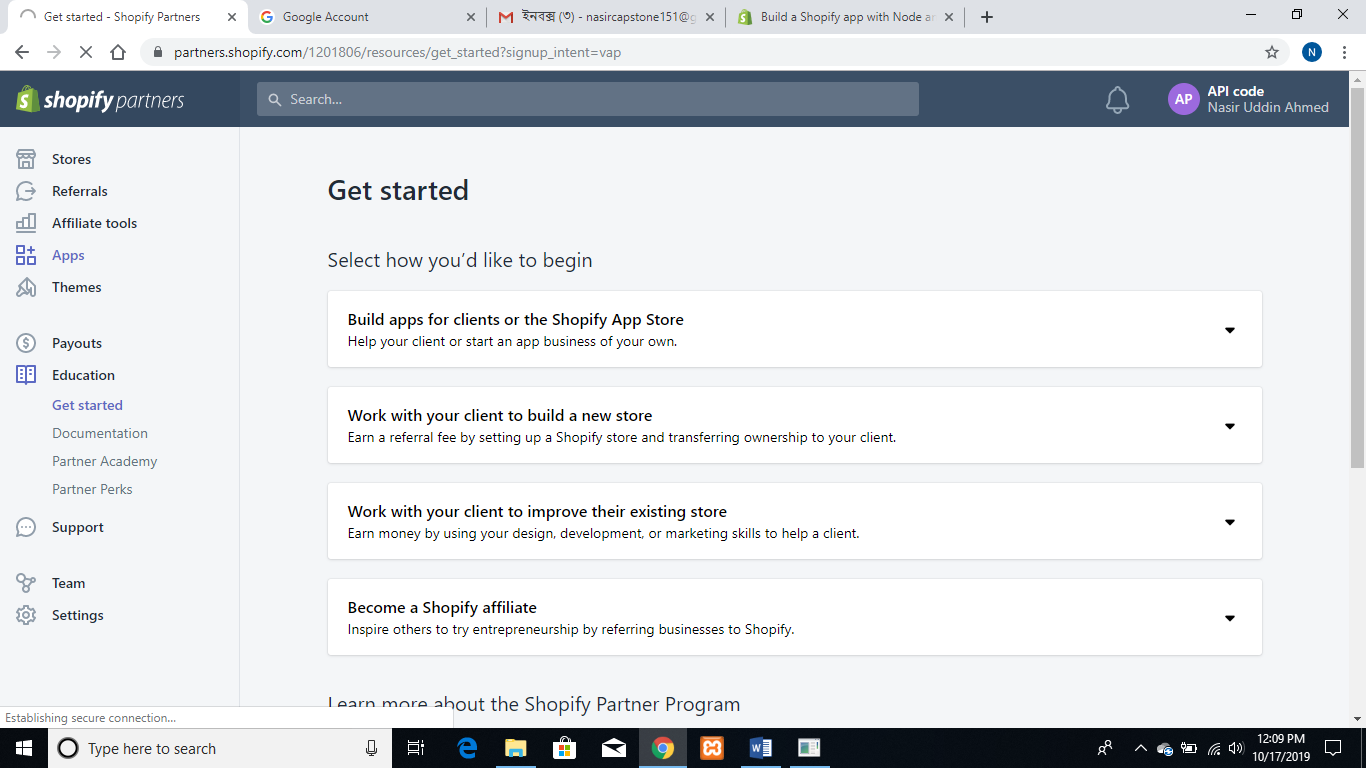 Get started - Shopify Partners
Google Account
ইনবক্স (৩) - nasircapstone151@g
Build a Shopify app with Node an
partners.shopify.com/1201806/resources/get_started?signup_intent=vap
N
shopify partners
Search...
AP
API code
Nasir Uddin Ahmed
Stores
Referrals
Affiliate tools
Apps
Themes
Payouts
Education
Get started
Documentation
Partner Academy
Partner Perks
Support
Team
Settings
Get started
Select how you’d like to begin
Build apps for clients or the Shopify App Store
Help your client or start an app business of your own.
Work with your client to build a new store
Earn a referral fee by setting up a Shopify store and transferring ownership to your client.
Work with your client to improve their existing store
Earn money by using your design, development, or marketing skills to help a client.
Become a Shopify affiliate
Inspire others to try entrepreneurship by referring businesses to Shopify.
Learn more about the Shopify Partner Program
Establishing secure connection...
Type here to search
12:09 PM
10/17/2019